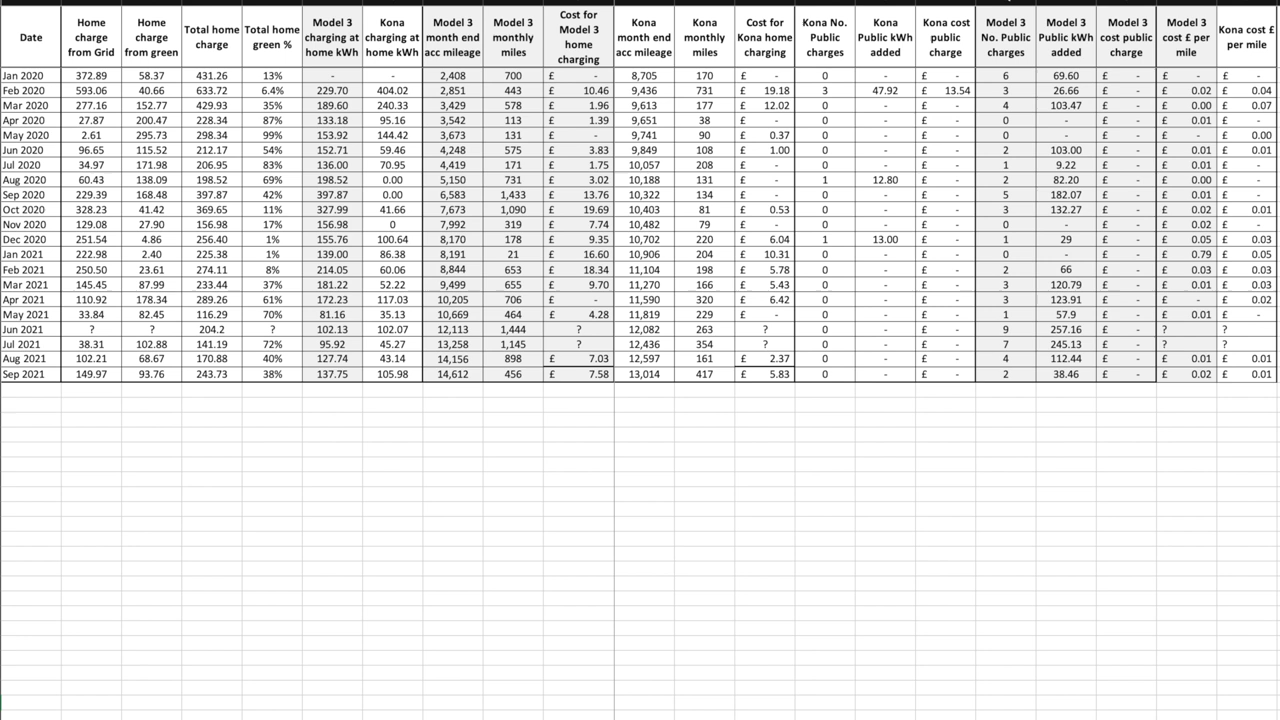 Date Home charge from Grid Home charge from green Total home charge Total home green % Model 3 charging at home kWh Kona charging at home kWh Model 3 month end acc mileage Model 3 monthly miles Cost for Model 3 home charging Kona month end acc mileage Kona monthly miles Cost for Kona home charging Kona No. Public charges Kona Public kWh added Kona cost public charge Model 3 No. Public charges Model 3 Public kWh added Model 3 cost public charge Model 3 cost £ per mile Kona cost £ per mile
Jan 2020 372.89 58.37 431.26 13% - - 2,408 700 £ - 8,705 170 £ - 0 - £ - 6 69.60 £ - £ - £ -
Feb 2020 593.06 40.66 633.72 6.4% 229.70 404.02 2,851 443 £ 10.46 9,436 731 £ 19.18 3 47.92 £ 13.54 3 26.66 £ - £ 0.02 £ 0.04
Mar 2020 277.16 152.77 429.93 35% 189.60 240.33 3,429 578 £ 1.96 9,613 177 £ 12.02 0 - £ - 4 103.47 £ - £ 0.00 £ 0.07
Apr 2020 27.87 200.47 228.34 87% 133.18 95.16 3,542 113 £ 1.39 9,651 38 £ - 0 - £ - 0 - £ - £ 0.01 £ -
May 2020 2.61 295.73 298.34 99% 153.92 144.42 3,673 131 £ - 9,741 90 £ 0.37 0 - £ - 0 - £ - £ - £ 0.00
Jun 2020 96.65 115.52 212.17 54% 152.71 59.46 4,248 575 £ 3.83 9,849 108 £ 1.00 0 - £ - 2 103.00 £ - £ 0.01 £ 0.01
Jul 2020 34.97 171.98 206.95 83% 136.00 70.95 4,419 171 £ 1.75 10,057 208 £ - 0 - £ - 1 9.22 £ - £ 0.01 £ -
Aug 2020 60.43 138.09 198.52 69% 198.52 0.00 5,150 731 £ 3.02 10,188 131 £ - 1 12.80 £ - 2 82.20 £ - £ 0.00 £ -
Sep 2020 229.39 168.48 397.87 42% 397.87 0.00 6,583 1,433 £ 13.76 10,322 134 £ - 0 - £ - 5 182.07 £ - £ 0.01 £ -
Oct 2020 328.23 41.42 369.65 11% 327.99 41.66 7,673 1,090 £ 19.69 10,403 81 £ 0.53 0 - £ - 3 132.27 £ - £ 0.02 £ 0.01
Nov 2020 129.08 27.90 156.98 18% 156.98 0 7,992 319 £ 7.74 10,482 79 £ - 0 - £ - 0 - £ - £ 0.02 £ -
Dec 2020 251.54 4.86 256.40 1% 155.76 100.64 8,170 178 £ 9.35 10,702 220 £ 6.04 1 13.00 £ - 1 29 £ - £ 0.05 £ 0.03
Jan 2021 222.98 2.40 225.38 1% 139.00 86.38 8,191 21 £ 16.60 10,906 204 £ 10.31 0 - £ - 0 - £ - £ 0.79 £ 0.05
Feb 2021 250.50 23.61 274.11 8% 214.05 60.06 8,844 653 £ 18.34 11,104 198 £ 5.78 0 - £ - 2 66 £ - £ 0.03 £ 0.03
Mar 2021 145.45 87.99 233.44 37% 181.22 52.22 9,499 655 £ 9.70 11,270 166 £ 5.43 0 - £ - 3 120.79 £ - £ 0.01 £ 0.03
Apr 2021 110.92 178.34 289.26 61% 172.23 117.03 10,205 706 £ - 11,590 320 £ 6.42 0 - £ - 3 123.91 £ - £ - £ 0.02
May 2021 33.84 82.45 116.29 70% 81.16 35.13 10,669 464 £ 4.28 11,819 229 £ - 0 - £ - 1 57.9 £ - £ 0.01 £ -
Jun 2021 ? ? 204.2 ? 102.13 102.07 12,113 1,444 ? 12,082 263 ? 0 - £ - 9 257.16 £ - ? ?
Jul 2021 38.31 102.88 141.19 72% 95.92 45.27 13,258 1,145 ? 12,436 354 ? 0 - £ - 7 245.13 £ - ? ?
Aug 2021 102.21 68.67 170.88 40% 127.74 43.14 14,156 898 £ 7.03 12,597 161 £ 2.37 0 - £ - 4 112.44 £ - £ 0.01 £ 0.01
Sep 2021 149.97 93.76 243.73 38% 137.75 105.98 14,612 456 £ 7.58 13,014 417 £ 5.83 0 - £ - 2 38.46 £ - £ 0.02 £ 0.01